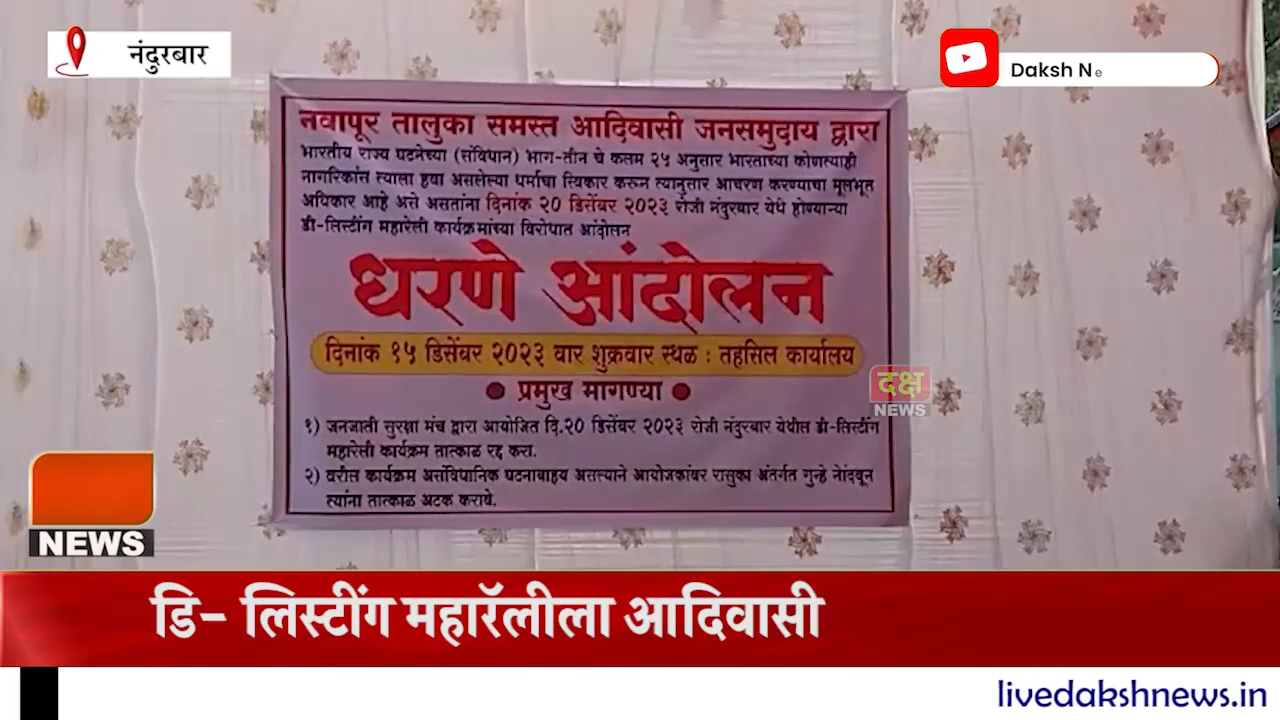 नंदुरबार
Daksh Ne
नवापूर तालुका समस्त आदिवासी जनसमुदाय द्वारा
भारतीय राज्य घटनेच्या (संविधान) भाग-तीन चे कलम २५ अनुसार भारताच्या कोणत्याही
नागरिकांस त्याला हवा असलेल्या धर्माचा स्विकार करून त्यानुसार आचरण करण्याचा मूलभूत
अधिकार आहे असे असतांना दिनांक २० डिसेंबर २०२३ रोजी नंदुरबार येथे होणाऱ्या
डी-लिस्टींग महारेली कार्यक्रमांच्या विरोधात आंदोलन
धरणे आंदोलन
दिनांक १५ डिसेंबर २०२३ वार शुक्रवार स्थळ : तहसिल कार्यालय
• प्रमुख मागण्या •
१) जनजाती सुरक्षा मंच द्वारा आयोजित दि.२० डिसेंबर २०२३ रोजी नंदुरबार येथील डी-लिस्टींग
महारेली कार्यक्रम तात्काळ रद्द करा.
२) वरील कार्यक्रम असंविधानिक घटनाबाहय असल्याने आयोजकांवर रासुका अंतर्गत गुन्हे नोंदवून
त्यांना तात्काळ अटक करावे.
दक्ष
NEWS
NEWS
डि- लिस्टींग महारॅलीला आदिवासी
livedakshnews.in